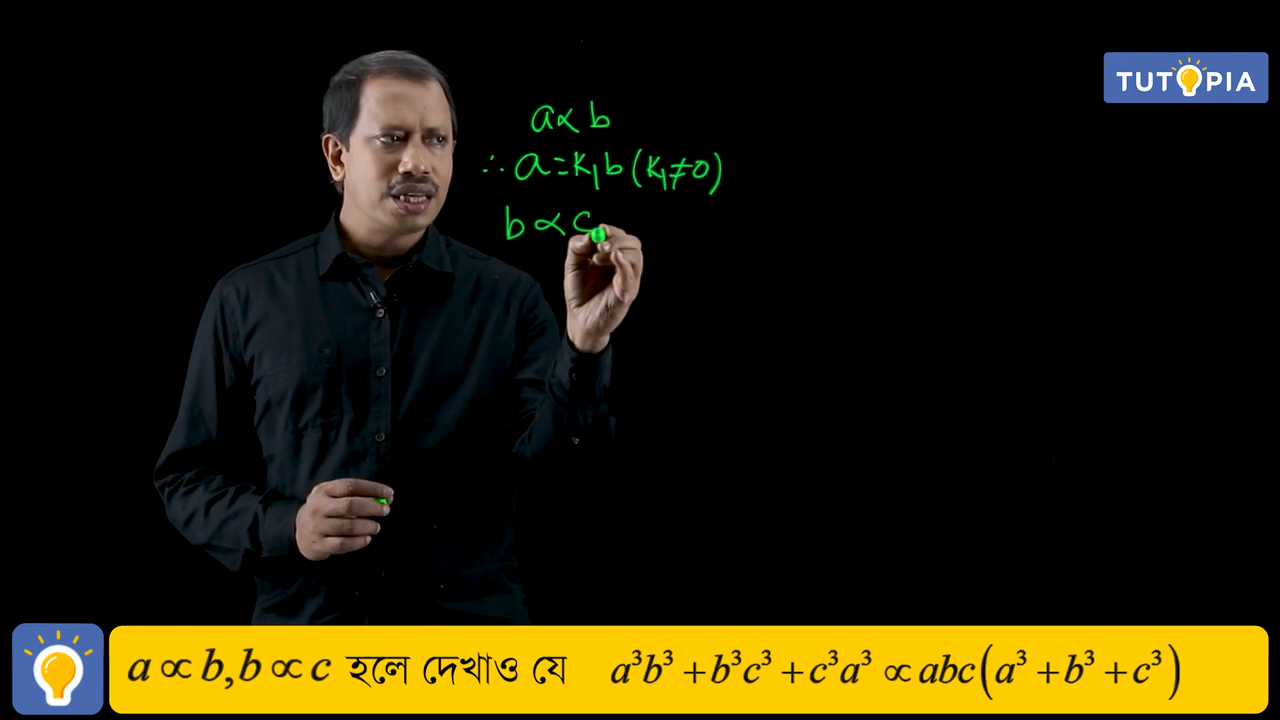 TUTOPIA
a ∝ b
∴ a = K₁b (K₁ ≠ 0)
b ∝ c
a ∝ b, b ∝ c হলে দেখাও যে a³b³ + b³c³ + c³a³ ∝ abc(a³ + b³ + c³)